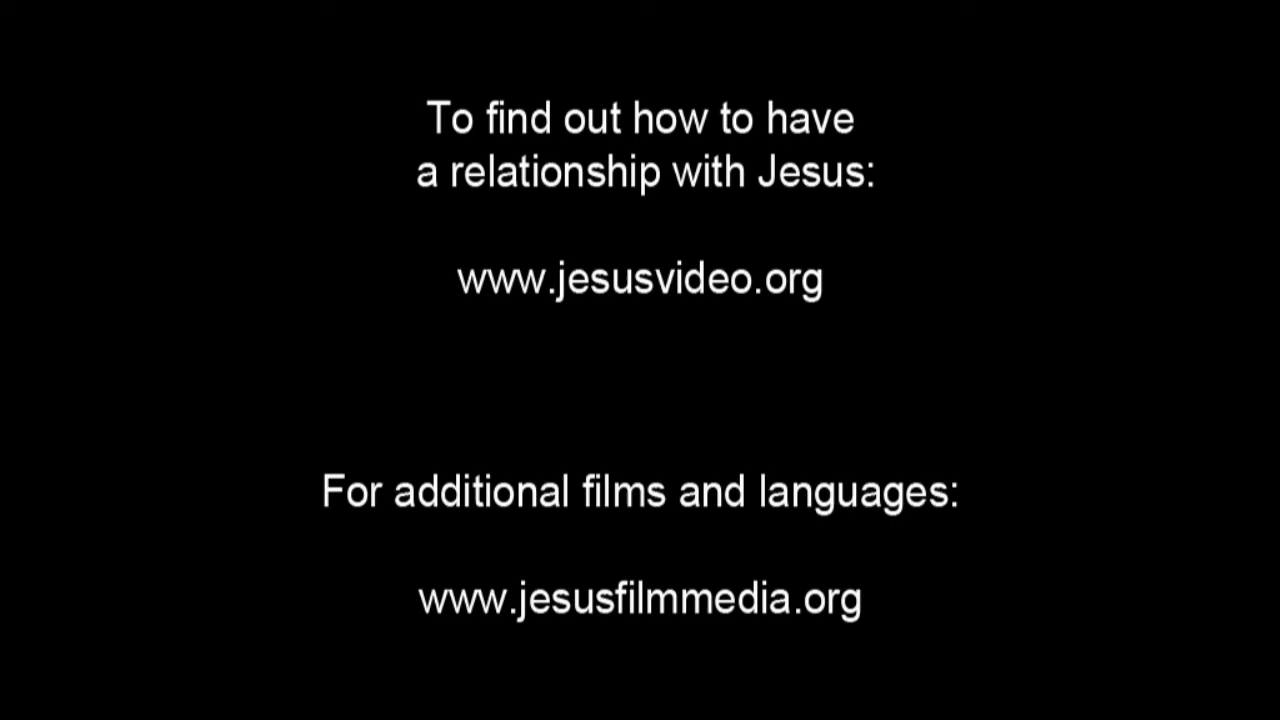 To find out how to have
a relationship with Jesus:
www.jesusvideo.org
For additional films and languages:
www.jesusfilmmedia.org